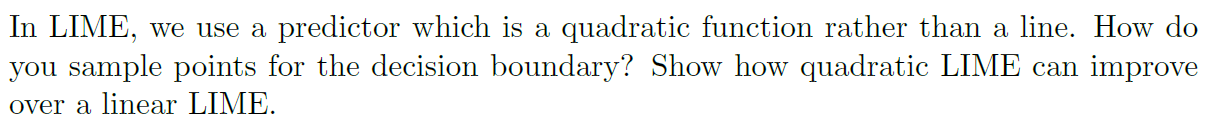 In LIME, we use a predictor which is a quadratic function rather than a line. How do
you sample points for the decision boundary? Show how quadratic LIME can improve
over a linear LIME.